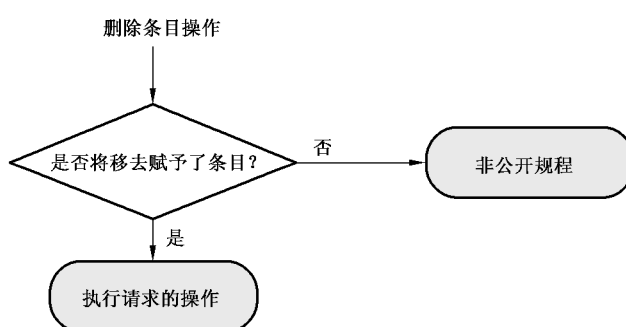 删除条目操作
是否将移去赋予了条目？
否
非公开规程
是
执行请求的操作